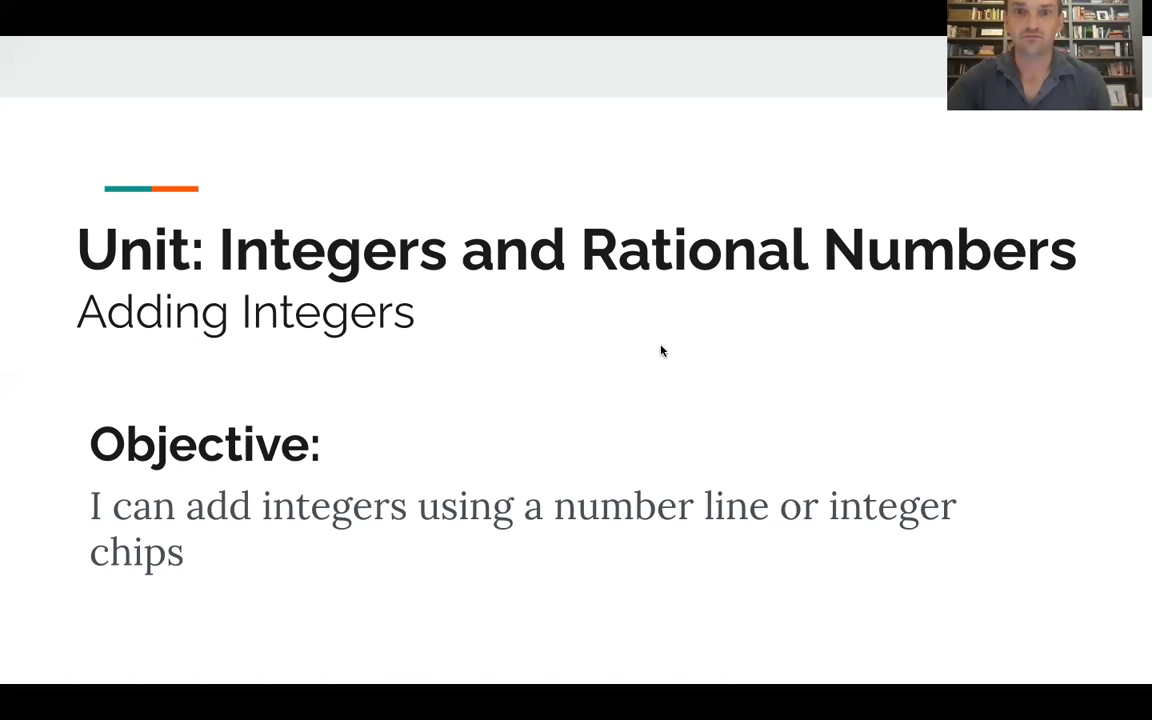 Unit: Integers and Rational Numbers
Adding Integers
Objective:
I can add integers using a number line or integer
chips